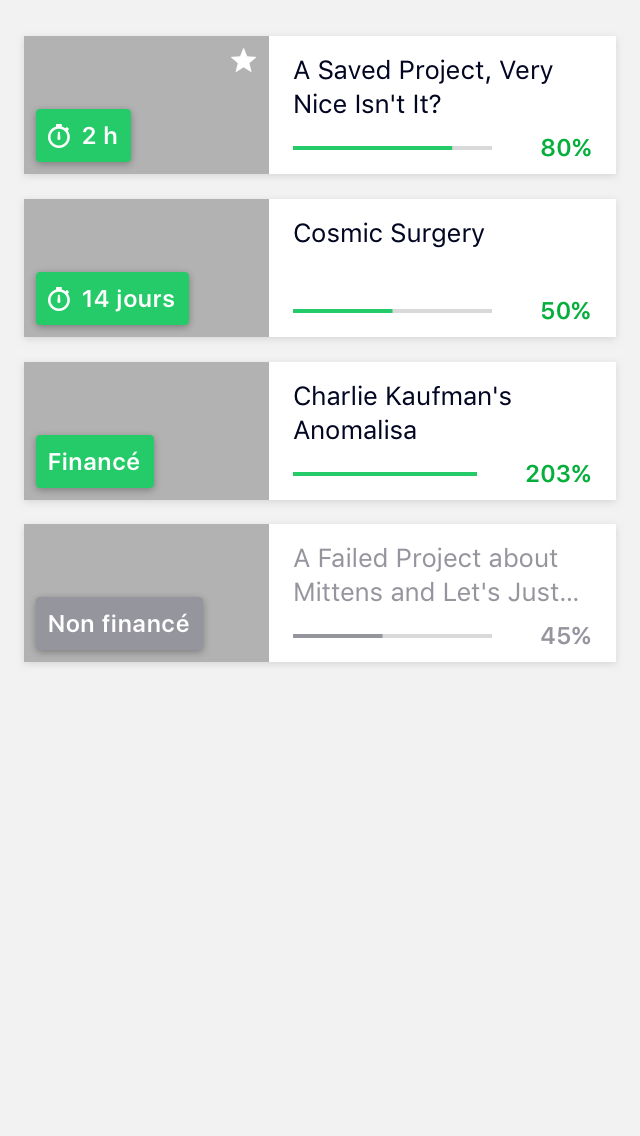 2 h
A Saved Project, Very
Nice Isn't It?
80%
14 jours
Cosmic Surgery
50%
Financé
Charlie Kaufman's
Anomalisa
203%
Non financé
A Failed Project about
Mittens and Let's Just...
45%